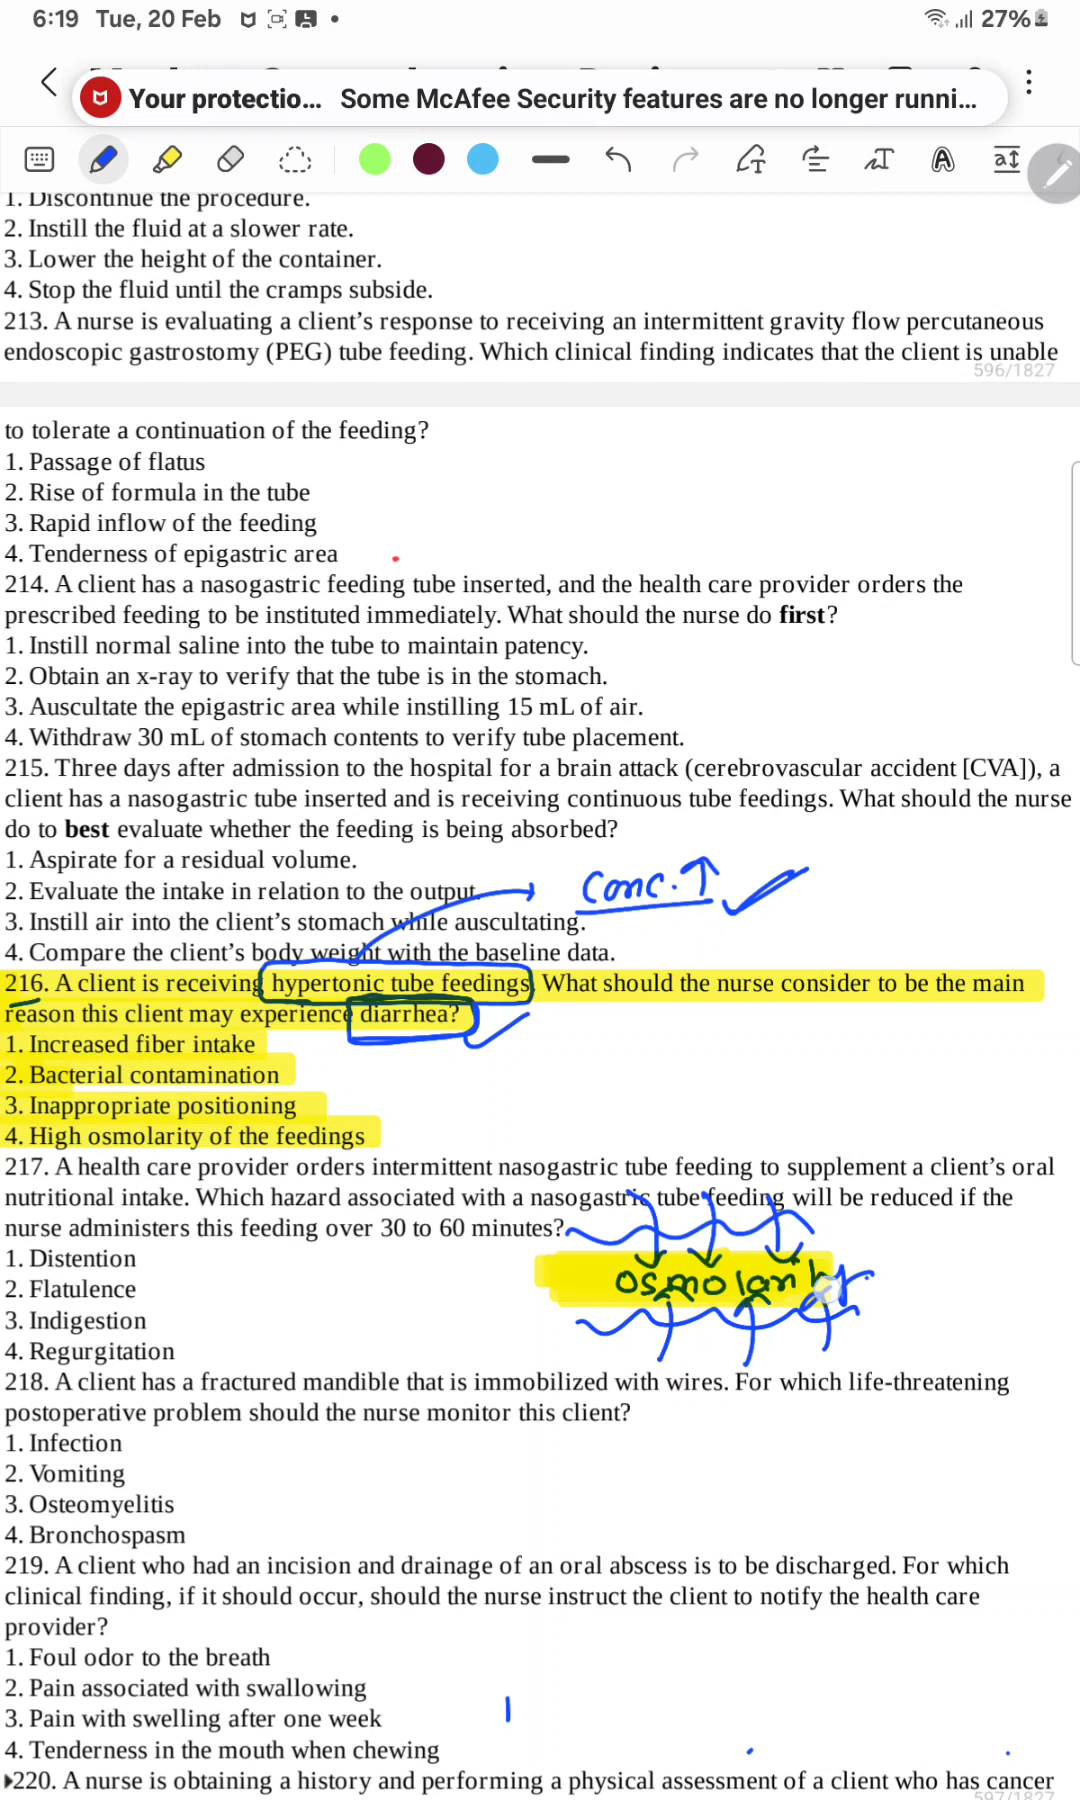 6:19 Tue, 20 Feb
27%
Your protectio... Some McAfee Security features are no longer runni...
1. Discontinue the procedure.
2. Instill the fluid at a slower rate.
3. Lower the height of the container.
4. Stop the fluid until the cramps subside.
213. A nurse is evaluating a client’s response to receiving an intermittent gravity flow percutaneous
endoscopic gastrostomy (PEG) tube feeding. Which clinical finding indicates that the client is unable
596/1827
to tolerate a continuation of the feeding?
1. Passage of flatus
2. Rise of formula in the tube
3. Rapid inflow of the feeding
4. Tenderness of epigastric area
214. A client has a nasogastric feeding tube inserted, and the health care provider orders the
prescribed feeding to be instituted immediately. What should the nurse do first?
1. Instill normal saline into the tube to maintain patency.
2. Obtain an x-ray to verify that the tube is in the stomach.
3. Auscultate the epigastric area while instilling 15 mL of air.
4. Withdraw 30 mL of stomach contents to verify tube placement.
215. Three days after admission to the hospital for a brain attack (cerebrovascular accident [CVA]), a
client has a nasogastric tube inserted and is receiving continuous tube feedings. What should the nurse
do to best evaluate whether the feeding is being absorbed?
1. Aspirate for a residual volume.
2. Evaluate the intake in relation to the output.
conc. ↑
3. Instill air into the client’s stomach while auscultating.
4. Compare the client’s body weight with the baseline data.
216. A client is receiving hypertonic tube feedings. What should the nurse consider to be the main
reason this client may experience diarrhea?
1. Increased fiber intake
2. Bacterial contamination
3. Inappropriate positioning
4. High osmolarity of the feedings
217. A health care provider orders intermittent nasogastric tube feeding to supplement a client’s oral
nutritional intake. Which hazard associated with a nasogastric tube feeding will be reduced if the
nurse administers this feeding over 30 to 60 minutes?
1. Distention
2. Flatulence
3. Indigestion
4. Regurgitation
218. A client has a fractured mandible that is immobilized with wires. For which life-threatening
postoperative problem should the nurse monitor this client?
1. Infection
2. Vomiting
3. Osteomyelitis
4. Bronchospasm
219. A client who had an incision and drainage of an oral abscess is to be discharged. For which
clinical finding, if it should occur, should the nurse instruct the client to notify the health care
provider?
1. Foul odor to the breath
2. Pain associated with swallowing
3. Pain with swelling after one week
4. Tenderness in the mouth when chewing
220. A nurse is obtaining a history and performing a physical assessment of a client who has cancer
597/1827